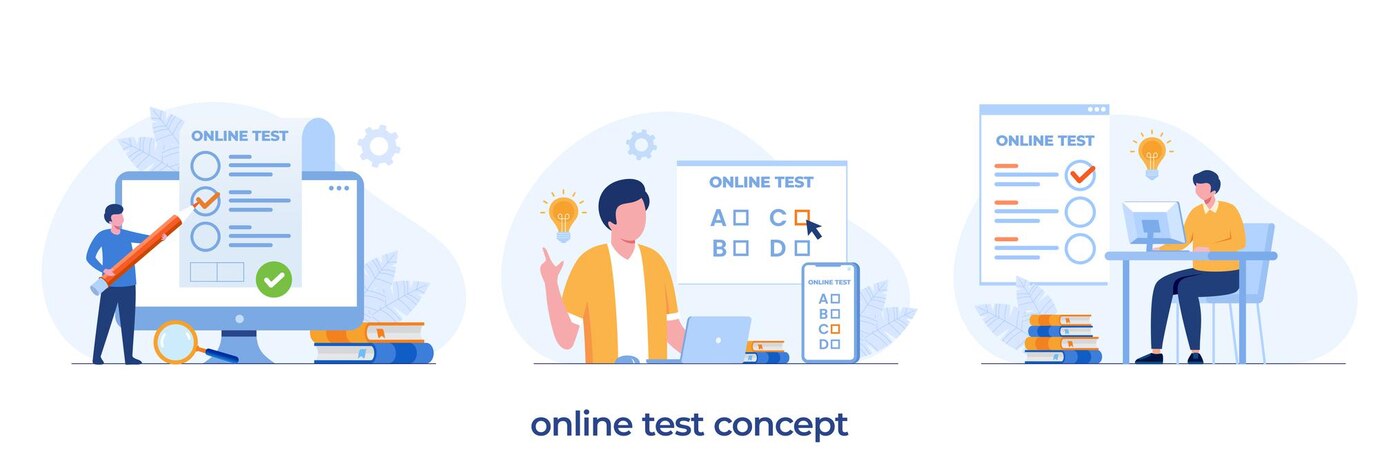 ONLINE TEST
ONLINE TEST
A C
B D
ONLINE TEST
A
B
C
D
ONLINE TEST
online test concept